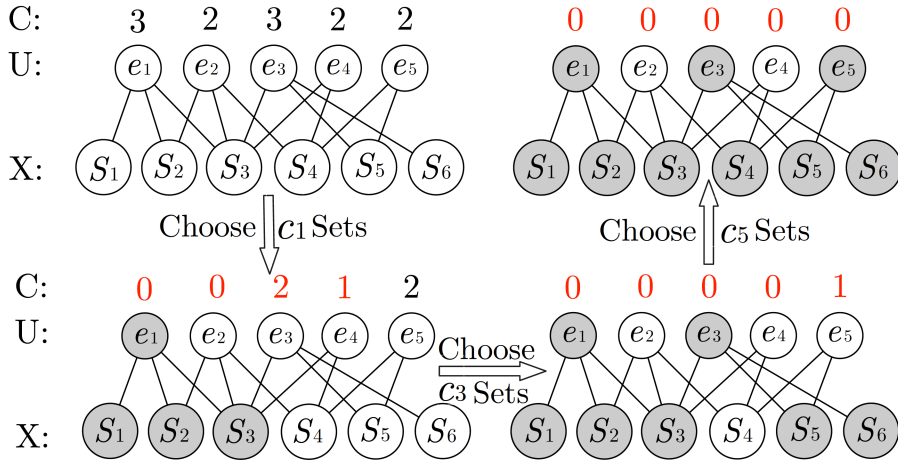 C: 3 2 3 2 2
U: e1 e2 e3 e4 e5
X: S1 S2 S3 S4 S5 S6
0 0 0 0 0
e1 e2 e3 e4 e5
S1 S2 S3 S4 S5 S6
Choose c1 Sets
Choose c5 Sets
C: 0 0 2 1 2
U: e1 e2 e3 e4 e5
X: S1 S2 S3 S4 S5 S6
Choose
c3 Sets
0 0 0 0 1
e1 e2 e3 e4 e5
S1 S2 S3 S4 S5 S6